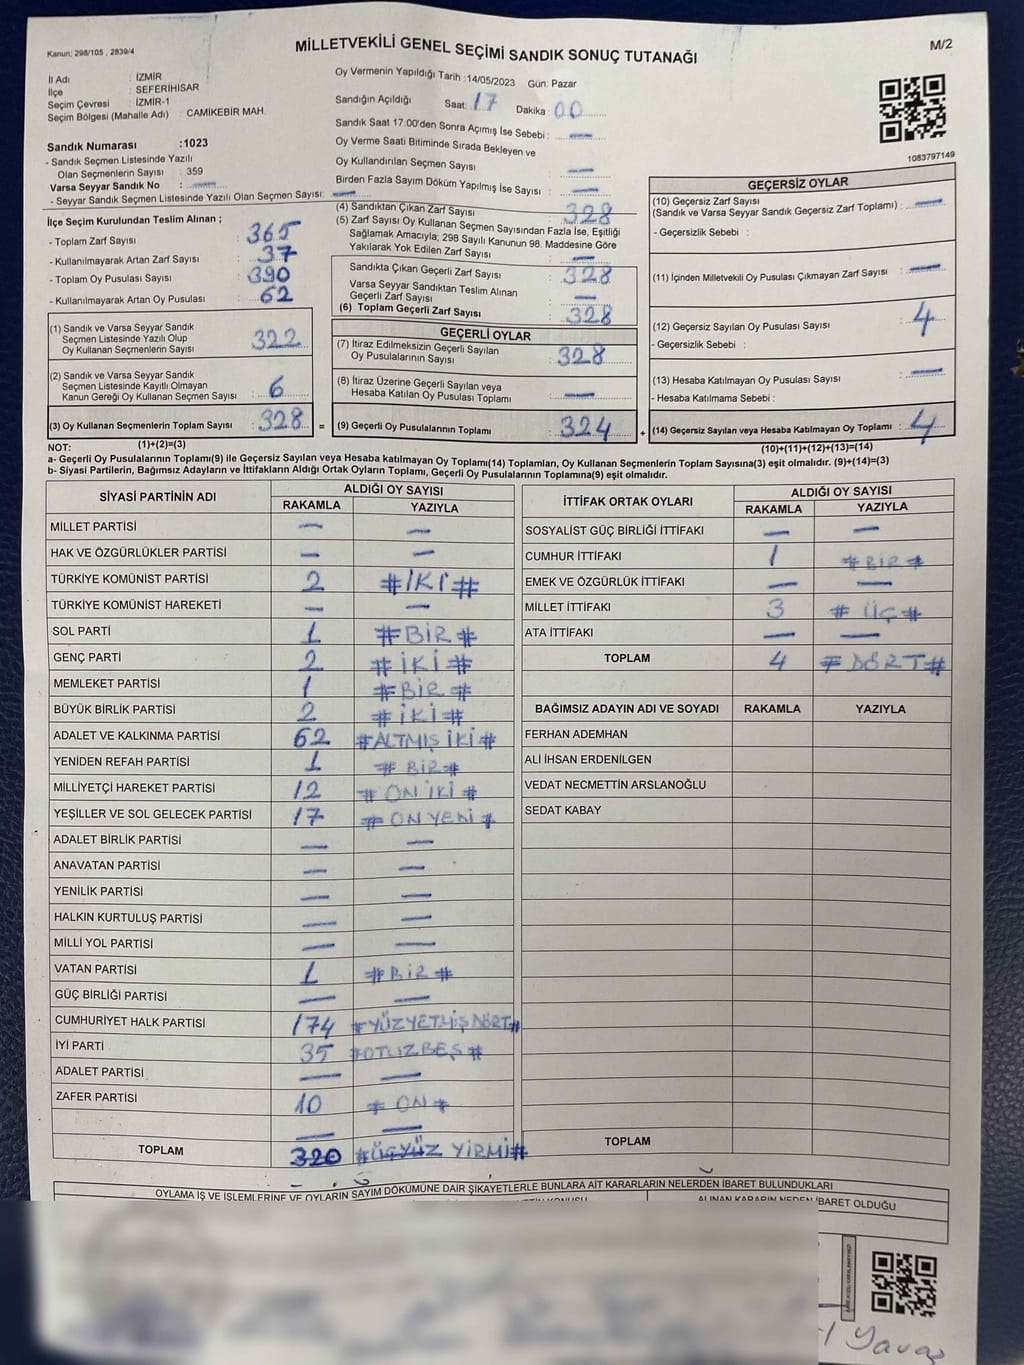 Kanun; 298/105 , 2839/4
MİLLETVEKİLİ GENEL SEÇİMİ SANDIK SONUÇ TUTANAĞI
M/2
İl Adı : İZMİR
İlçe : SEFERİHİSAR
Seçim Çevresi : İZMİR-1
Seçim Bölgesi (Mahalle Adı) CAMİKEBİR MAH.
Oy Vermenin Yapıldığı Tarih :14/05/2023 Gün: Pazar
Sandığın Açıldığı Saat: 17 Dakika : 00
Sandık Saat 17:00'den Sonra Açımış İse Sebebi : —
Oy Verme Saati Bitiminde Sırada Bekleyen ve
Oy Kullandırılan Seçmen Sayısı : —
Birden Fazla Sayım Döküm Yapılmış İse Sayısı : —
1083797149
Sandık Numarası :1023
- Sandık Seçmen Listesinde Yazılı
Olan Seçmenlerin Sayısı : 359
Varsa Seyyar Sandık No : —
- Seyyar Sandık Seçmen Listesinde Yazılı Olan Seçmen Sayısı: —
İlçe Seçim Kurulundan Teslim Alınan ;
- Toplam Zarf Sayısı : 365
- Kullanılmayarak Artan Zarf Sayısı : 37
- Toplam Oy Pusulası Sayısı : 390
- Kullanılmayarak Artan Oy Pusulası : 62
(1) Sandık ve Varsa Seyyar Sandık
Seçmen Listesinde Yazılı Olup
Oy Kullanan Seçmenlerin Sayısı : 322
(2) Sandık ve Varsa Seyyar Sandık
Seçmen Listesinde Kayıtlı Olmayan
Kanun Gereği Oy Kullanan Seçmen Sayısı : 6
(3) Oy Kullanan Seçmenlerin Toplam Sayısı : 328 =
(4) Sandıktan Çıkan Zarf Sayısı : 328
(5) Zarf Sayısı Oy Kullanan Seçmen Sayısından Fazla İse, Eşitliği
Sağlamak Amacıyla; 298 Sayılı Kanunun 98. Maddesine Göre
Yakılarak Yok Edilen Zarf Sayısı : —
Sandıkta Çıkan Geçerli Zarf Sayısı : 328
Varsa Seyyar Sandıktan Teslim Alınan
Geçerli Zarf Sayısı : —
(6) Toplam Geçerli Zarf Sayısı : 328
GEÇERLİ OYLAR
(7) İtiraz Edilmeksizin Geçerli Sayılan
Oy Pusulalarının Sayısı : 328
(8) İtiraz Üzerine Geçerli Sayılan veya
Hesaba Katılan Oy Pusulası Toplamı : —
(9) Geçerli Oy Pusulalarının Toplamı : 324 +
GEÇERSİZ OYLAR
(10) Geçersiz Zarf Sayısı
(Sandık ve Varsa Seyyar Sandık Geçersiz Zarf Toplamı) : —
- Geçersizlik Sebebi :
(11) İçinden Milletvekili Oy Pusulası Çıkmayan Zarf Sayısı : —
(12) Geçersiz Sayılan Oy Pusulası Sayısı : 4
- Geçersizlik Sebebi :
(13) Hesaba Katılmayan Oy Pusulası Sayısı : —
- Hesaba Katılmama Sebebi :
(14) Geçersiz Sayılan veya Hesaba Katılmayan Oy Toplamı : 4
NOT: (1)+(2)=(3) (10)+(11)+(12)+(13)=(14)
a- Geçerli Oy Pusulalarının Toplamı(9) ile Geçersiz Sayılan veya Hesaba katılmayan Oy Toplamı(14) Toplamları, Oy Kullanan Seçmenlerin Toplam Sayısına(3) eşit olmalıdır. (9)+(14)=(3)
b- Siyasi Partilerin, Bağımsız Adayların ve İttifakların Aldığı Ortak Oyların Toplamı, Geçerli Oy Pusulalarının Toplamına(9) eşit olmalıdır.
SİYASİ PARTİNİN ADI ALDIĞI OY SAYISI
RAKAMLA YAZIYLA
MİLLET PARTİSİ — —
HAK VE ÖZGÜRLÜKLER PARTİSİ — —
TÜRKİYE KOMÜNİST PARTİSİ 2 #İKİ#
TÜRKİYE KOMÜNİST HAREKETİ — —
SOL PARTİ 1 #BİR#
GENÇ PARTİ 2 #İKİ#
MEMLEKET PARTİSİ 1 #BİR#
BÜYÜK BİRLİK PARTİSİ 2 #İKİ#
ADALET VE KALKINMA PARTİSİ 62 #ALTMIŞ İKİ#
YENİDEN REFAH PARTİSİ 1 #BİR#
MİLLİYETÇİ HAREKET PARTİSİ 12 #ON İKİ#
YEŞİLLER VE SOL GELECEK PARTİSİ 17 #ON YEDİ#
ADALET BİRLİK PARTİSİ — —
ANAVATAN PARTİSİ — —
YENİLİK PARTİSİ — —
HALKIN KURTULUŞ PARTİSİ — —
MİLLİ YOL PARTİSİ — —
VATAN PARTİSİ 1 #BİR#
GÜÇ BİRLİĞİ PARTİSİ — —
CUMHURİYET HALK PARTİSİ 174 #YÜZYETMİŞDÖRT#
İYİ PARTİ 35 #OTUZBEŞ#
ADALET PARTİSİ — —
ZAFER PARTİSİ 10 #ON#
— —
TOPLAM 320 #ÜÇYÜZ YİRMİ#
İTTİFAK ORTAK OYLARI ALDIĞI OY SAYISI
RAKAMLA YAZIYLA
SOSYALİST GÜÇ BİRLİĞİ İTTİFAKI — —
CUMHUR İTTİFAKI 1 #BİR#
EMEK VE ÖZGÜRLÜK İTTİFAKI — —
MİLLET İTTİFAKI 3 #ÜÇ#
ATA İTTİFAKI — —
TOPLAM 4 #DÖRT#
BAĞIMSIZ ADAYIN ADI VE SOYADI RAKAMLA YAZIYLA
FERHAN ADEMHAN
ALİ İHSAN ERDENİLGEN
VEDAT NECMETTİN ARSLANOĞLU
SEDAT KABAY
TOPLAM
OYLAMA İŞ VE İŞLEMLERİNE VE OYLARIN SAYIM DÖKÜMÜNE DAİR ŞİKAYETLERLE BUNLARA AİT KARARLARIN NELERDEN İBARET BULUNDUKLARI
ALINAN KARARIN NEDEN İBARET OLDUĞU